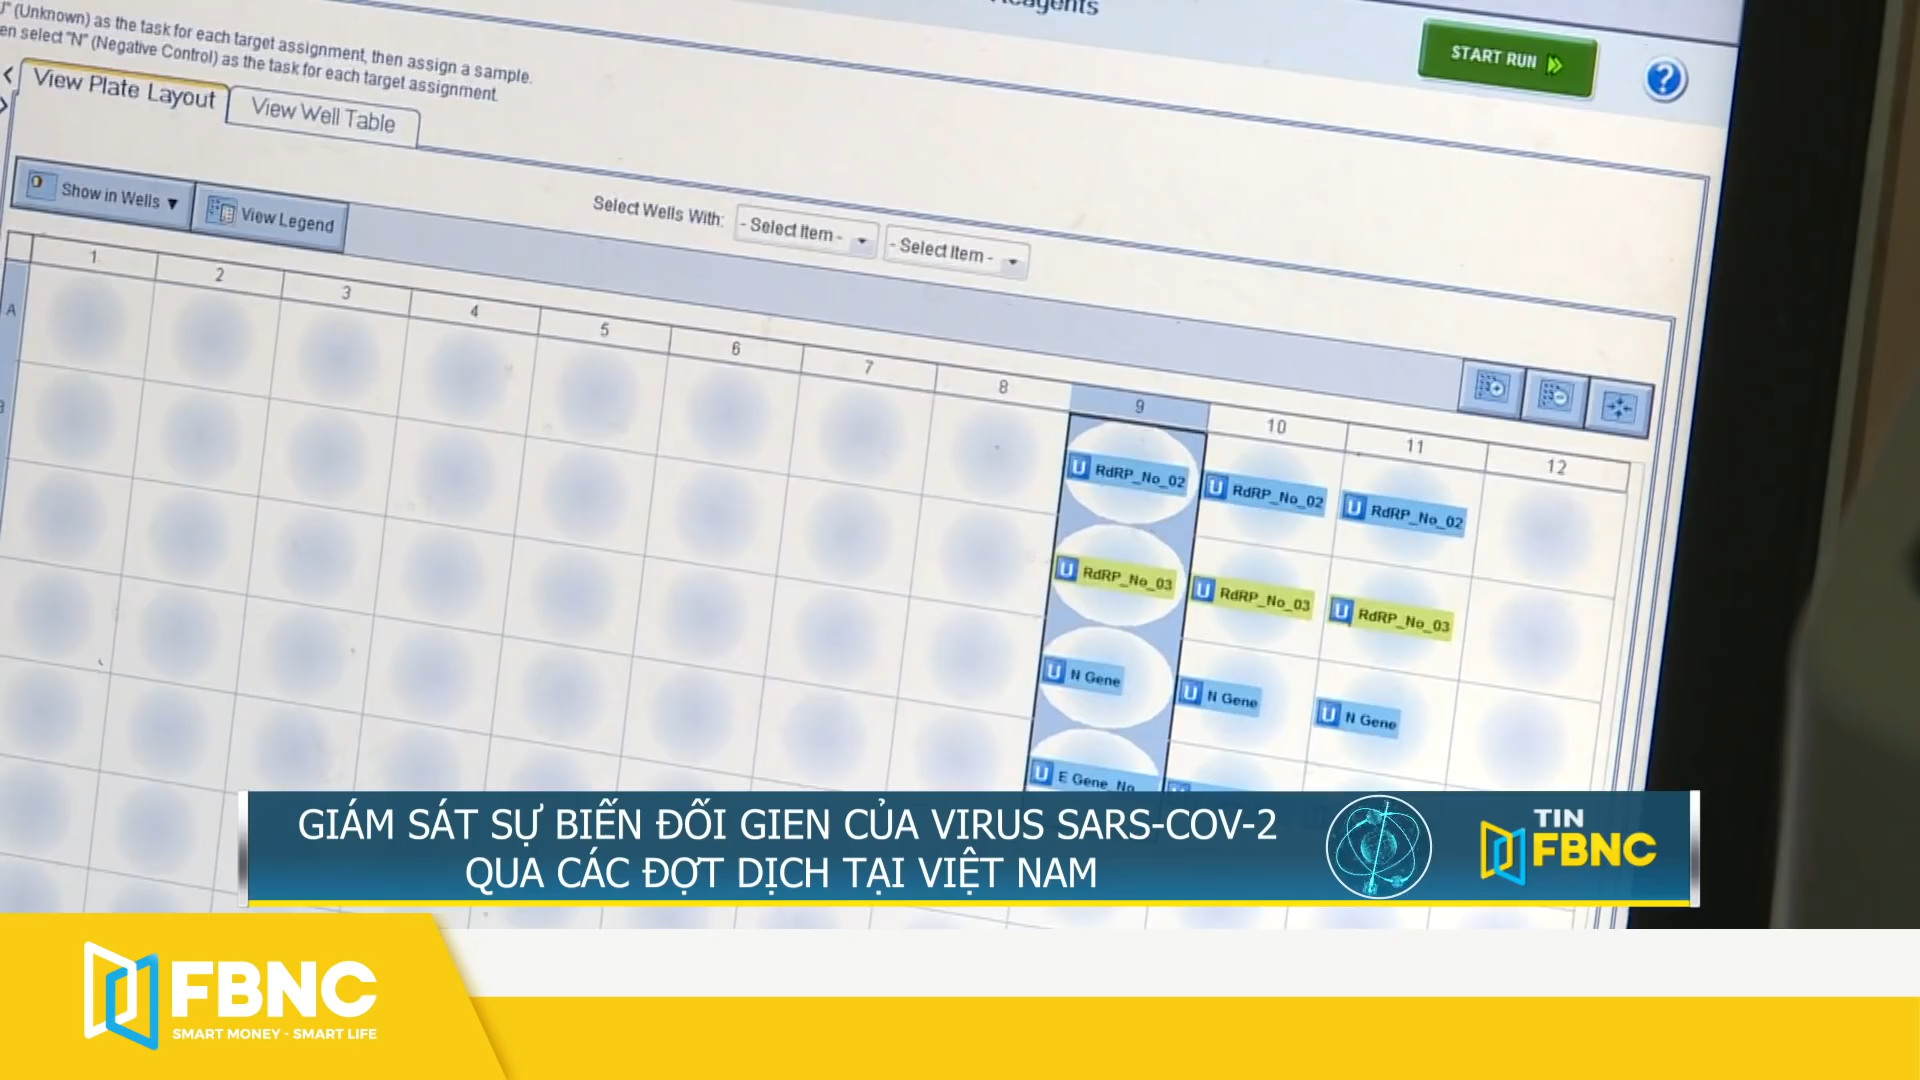 (Unknown) as the task for each target assignment, then assign a sample.
select "N" (Negative Control) as the task for each target assignment.
START RUN
?
View Plate Layout
View Well Table
Show in Wells ▼
View Legend
Select Wells With:
- Select Item -
- Select Item -
1
2
3
4
5
6
7
8
9
10
11
12
A
U RdRP_No_02
U RdRP_No_02
U RdRP_No_02
U RdRP_No_03
U RdRP_No_03
U RdRP_No_03
U N Gene
U N Gene
U N Gene
U E Gene_No
GIÁM SÁT SỰ BIẾN ĐỔI GIEN CỦA VIRUS SARS-COV-2
QUA CÁC ĐỢT DỊCH TẠI VIỆT NAM
TIN
FBNC
FBNC
SMART MONEY - SMART LIFE